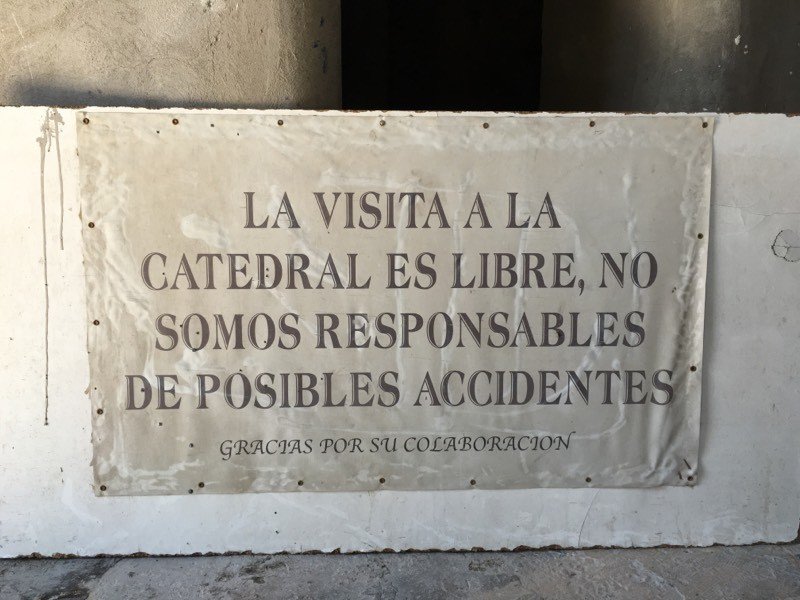 LA VISITA A LA
CATEDRAL ES LIBRE, NO
SOMOS RESPONSABLES
DE POSIBLES ACCIDENTES
GRACIAS POR SU COLABORACION